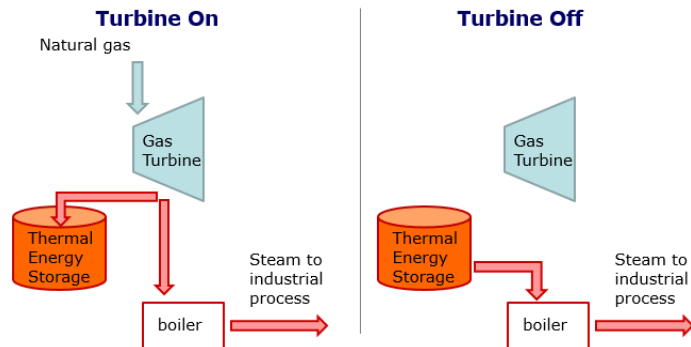 Turbine On
Natural gas
Gas
Turbine
Thermal
Energy
Storage
Steam to
industrial
process
boiler
Turbine Off
Gas
Turbine
Thermal
Energy
Storage
Steam to
industrial
process
boiler